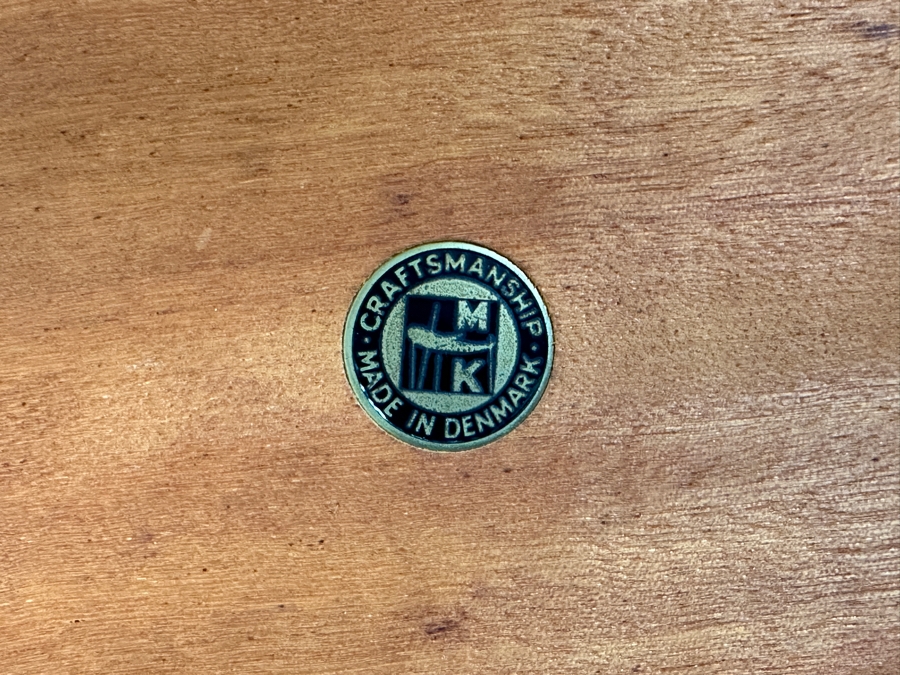 CRAFTSMANSHIP
M
K
· MADE IN DENMARK ·